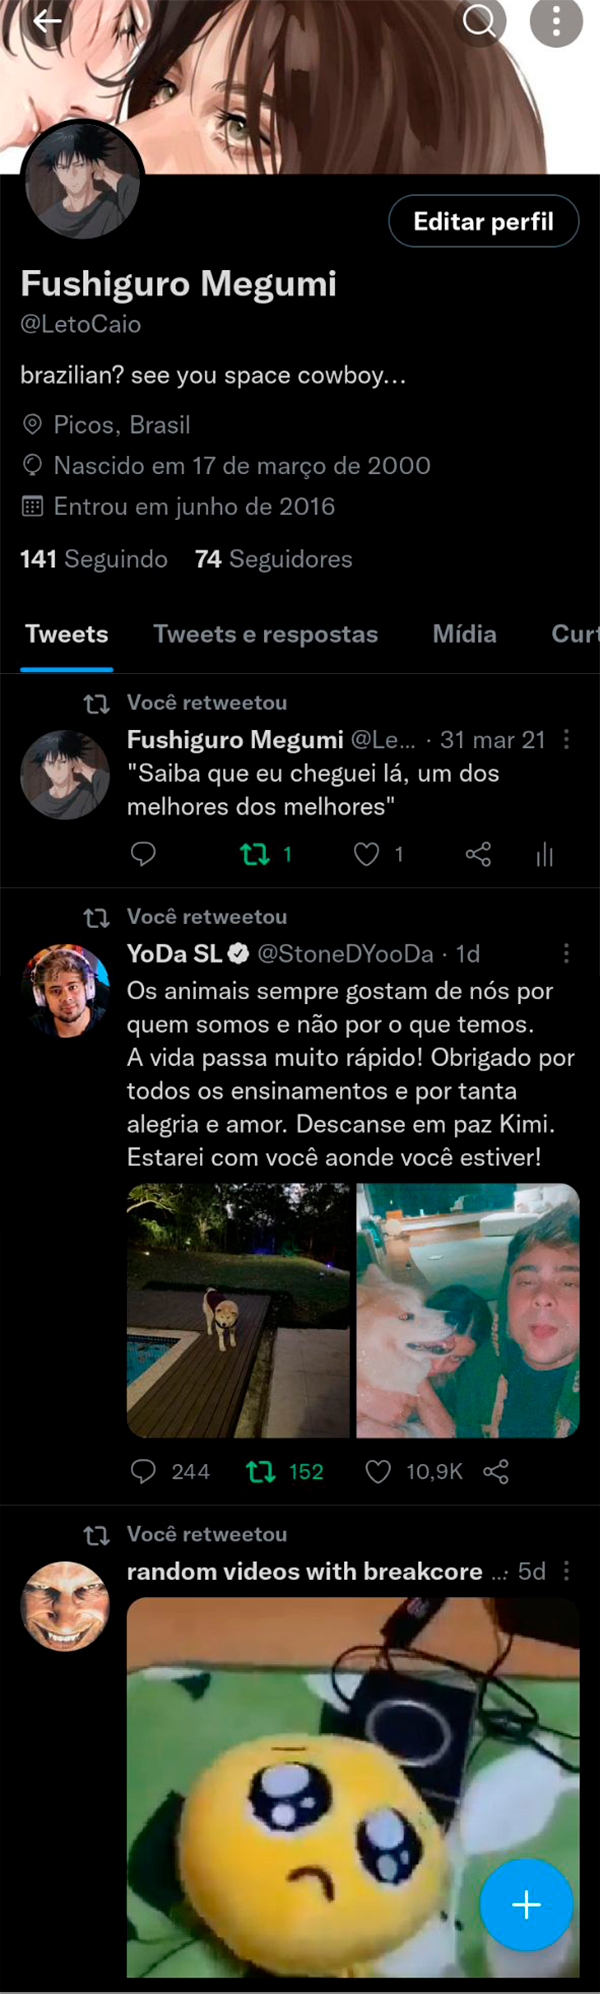 Editar perfil
Fushiguro Megumi
@LetoCaio
brazilian? see you space cowboy...
Picos, Brasil
Nascido em 17 de março de 2000
Entrou em junho de 2016
141 Seguindo 74 Seguidores
Tweets Tweets e respostas Mídia Curt
Você retweetou
Fushiguro Megumi @Le... · 31 mar 21
"Saiba que eu cheguei lá, um dos
melhores dos melhores"
1 1
Você retweetou
YoDa SL @StoneDYooDa · 1d
Os animais sempre gostam de nós por
quem somos e não por o que temos.
A vida passa muito rápido! Obrigado por
todos os ensinamentos e por tanta
alegria e amor. Descanse em paz Kimi.
Estarei com você aonde você estiver!
244 152 10,9K
Você retweetou
random videos with breakcore ... · 5d